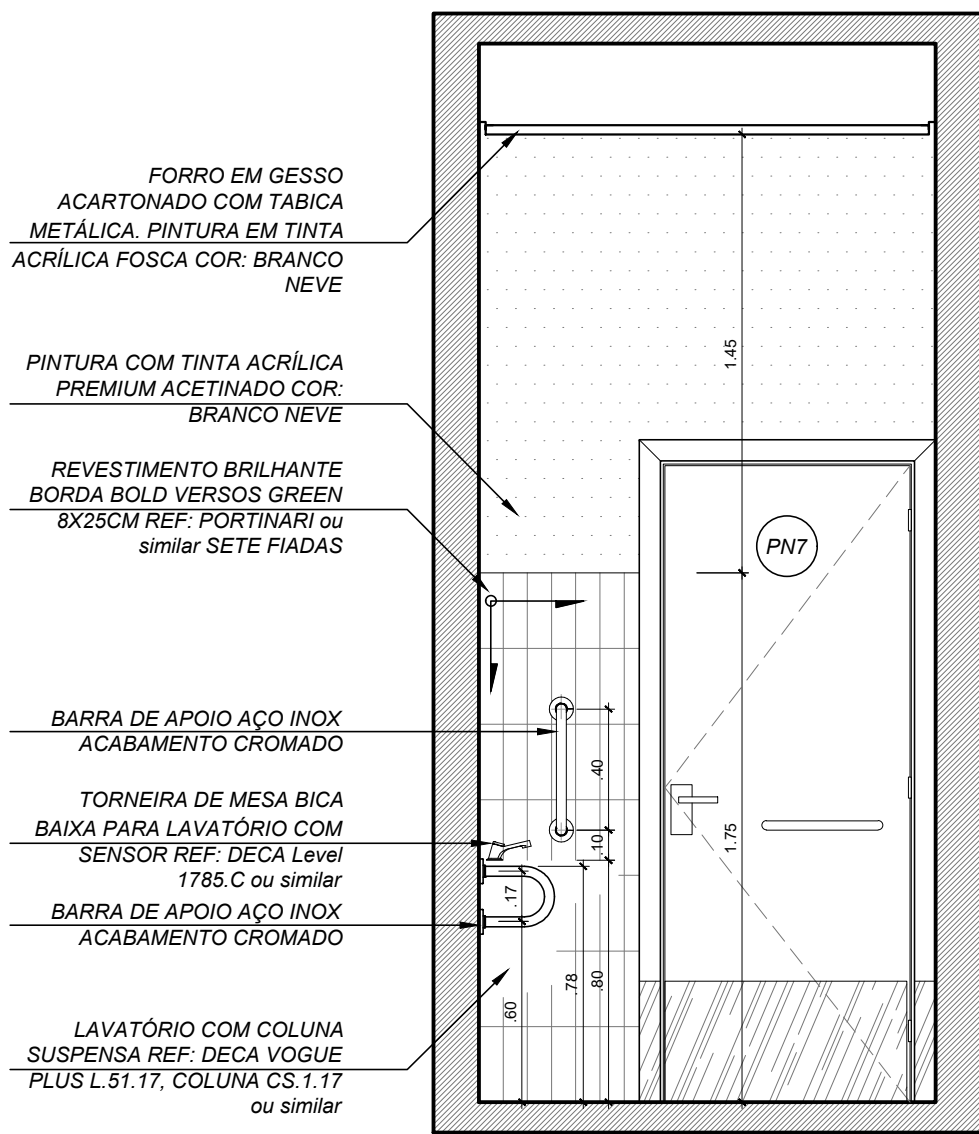 FORRO EM GESSO
ACARTONADO COM TABICA
METÁLICA. PINTURA EM TINTA
ACRÍLICA FOSCA COR: BRANCO
NEVE
PINTURA COM TINTA ACRÍLICA
PREMIUM ACETINADO COR:
BRANCO NEVE
REVESTIMENTO BRILHANTE
BORDA BOLD VERSOS GREEN
8X25CM REF: PORTINARI ou
similar SETE FIADAS
BARRA DE APOIO AÇO INOX
ACABAMENTO CROMADO
TORNEIRA DE MESA BICA
BAIXA PARA LAVATÓRIO COM
SENSOR REF: DECA Level
1785.C ou similar
BARRA DE APOIO AÇO INOX
ACABAMENTO CROMADO
LAVATÓRIO COM COLUNA
SUSPENSA REF: DECA VOGUE
PLUS L.51.17, COLUNA CS.1.17
ou similar
1.45
PN7
.40
.10
1.75
.17
.60
.78
.80